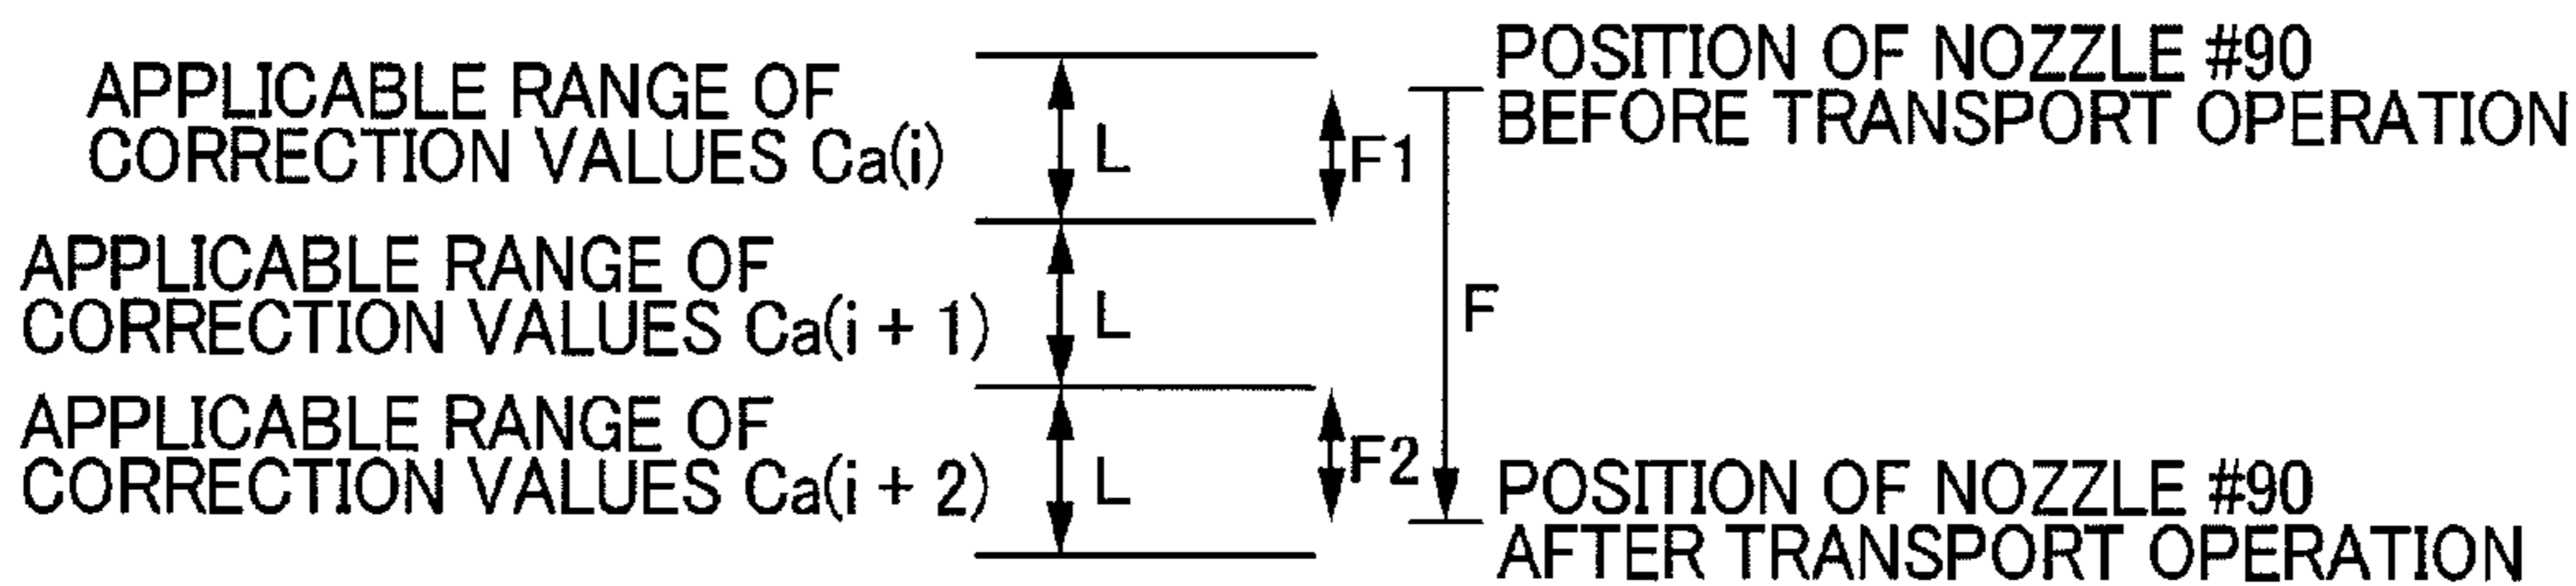 APPLICABLE RANGE OF
CORRECTION VALUES Ca(i)
L
F1
POSITION OF NOZZLE #90
BEFORE TRANSPORT OPERATION
APPLICABLE RANGE OF
CORRECTION VALUES Ca(i + 1)
L
F
APPLICABLE RANGE OF
CORRECTION VALUES Ca(i + 2)
L
F2
POSITION OF NOZZLE #90
AFTER TRANSPORT OPERATION